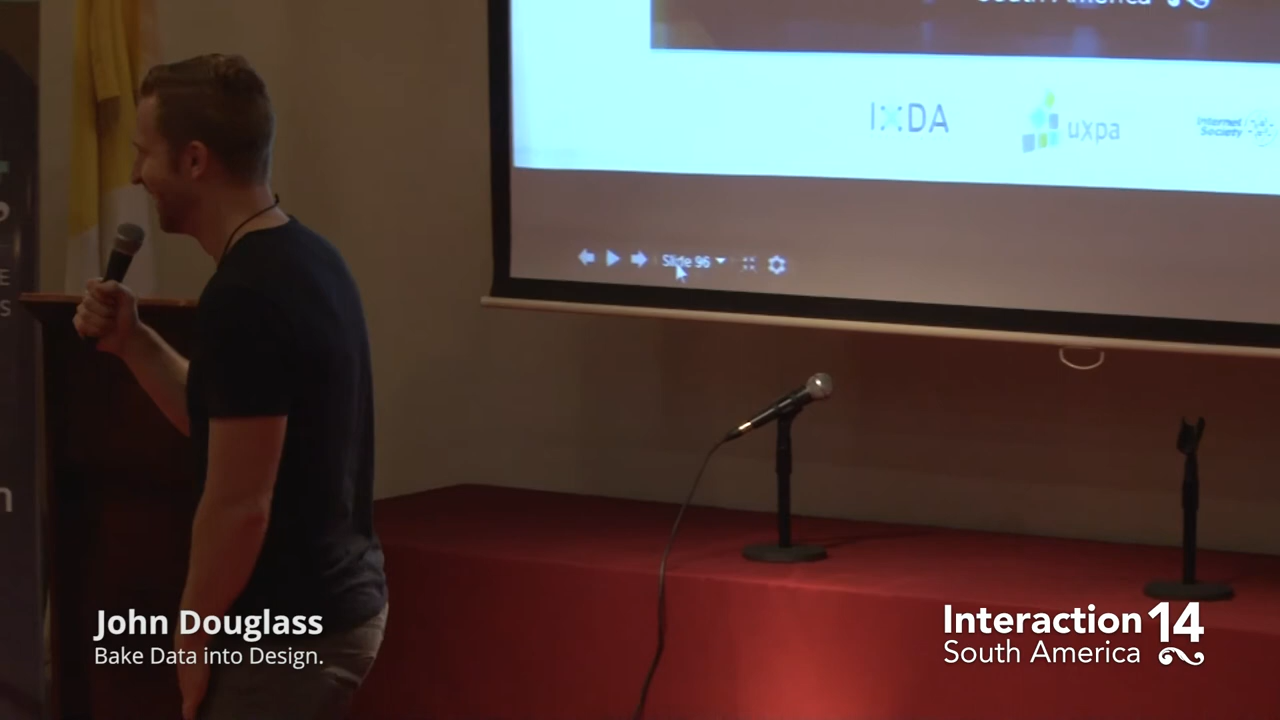 South America
IxDA
uxpa
Internet
Society
Slide 96
E
S
n
John Douglass
Bake Data into Design.
Interaction 14
South America